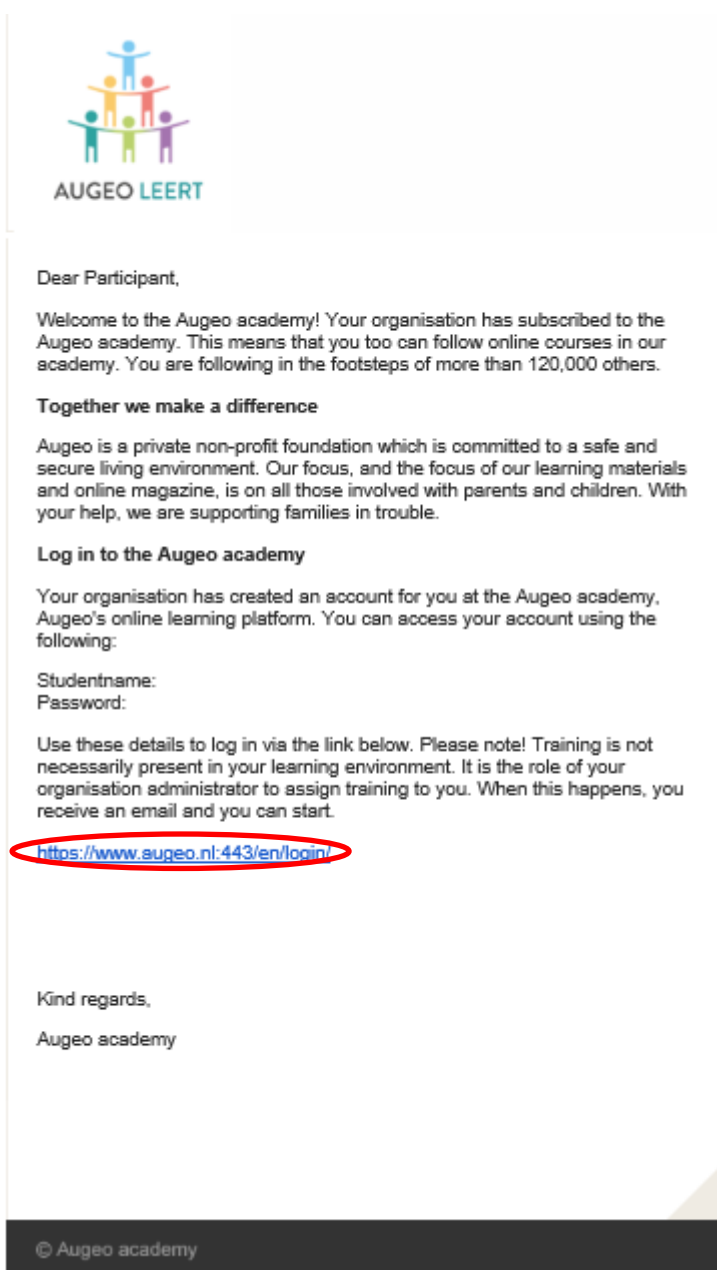 AUGEO LEERT
Dear Participant,
Welcome to the Augeo academy! Your organisation has subscribed to the
Augeo academy. This means that you too can follow online courses in our
academy. You are following in the footsteps of more than 120,000 others.
Together we make a difference
Augeo is a private non-profit foundation which is committed to a safe and
secure living environment. Our focus, and the focus of our learning materials
and online magazine, is on all those involved with parents and children. With
your help, we are supporting families in trouble.
Log in to the Augeo academy
Your organisation has created an account for you at the Augeo academy,
Augeo's online learning platform. You can access your account using the
following:
Studentname:
Password:
Use these details to log in via the link below. Please note! Training is not
necessarily present in your learning environment. It is the role of your
organisation administrator to assign training to you. When this happens, you
receive an email and you can start.
https://www.augeo.nl:443/en/login/
Kind regards,
Augeo academy
© Augeo academy